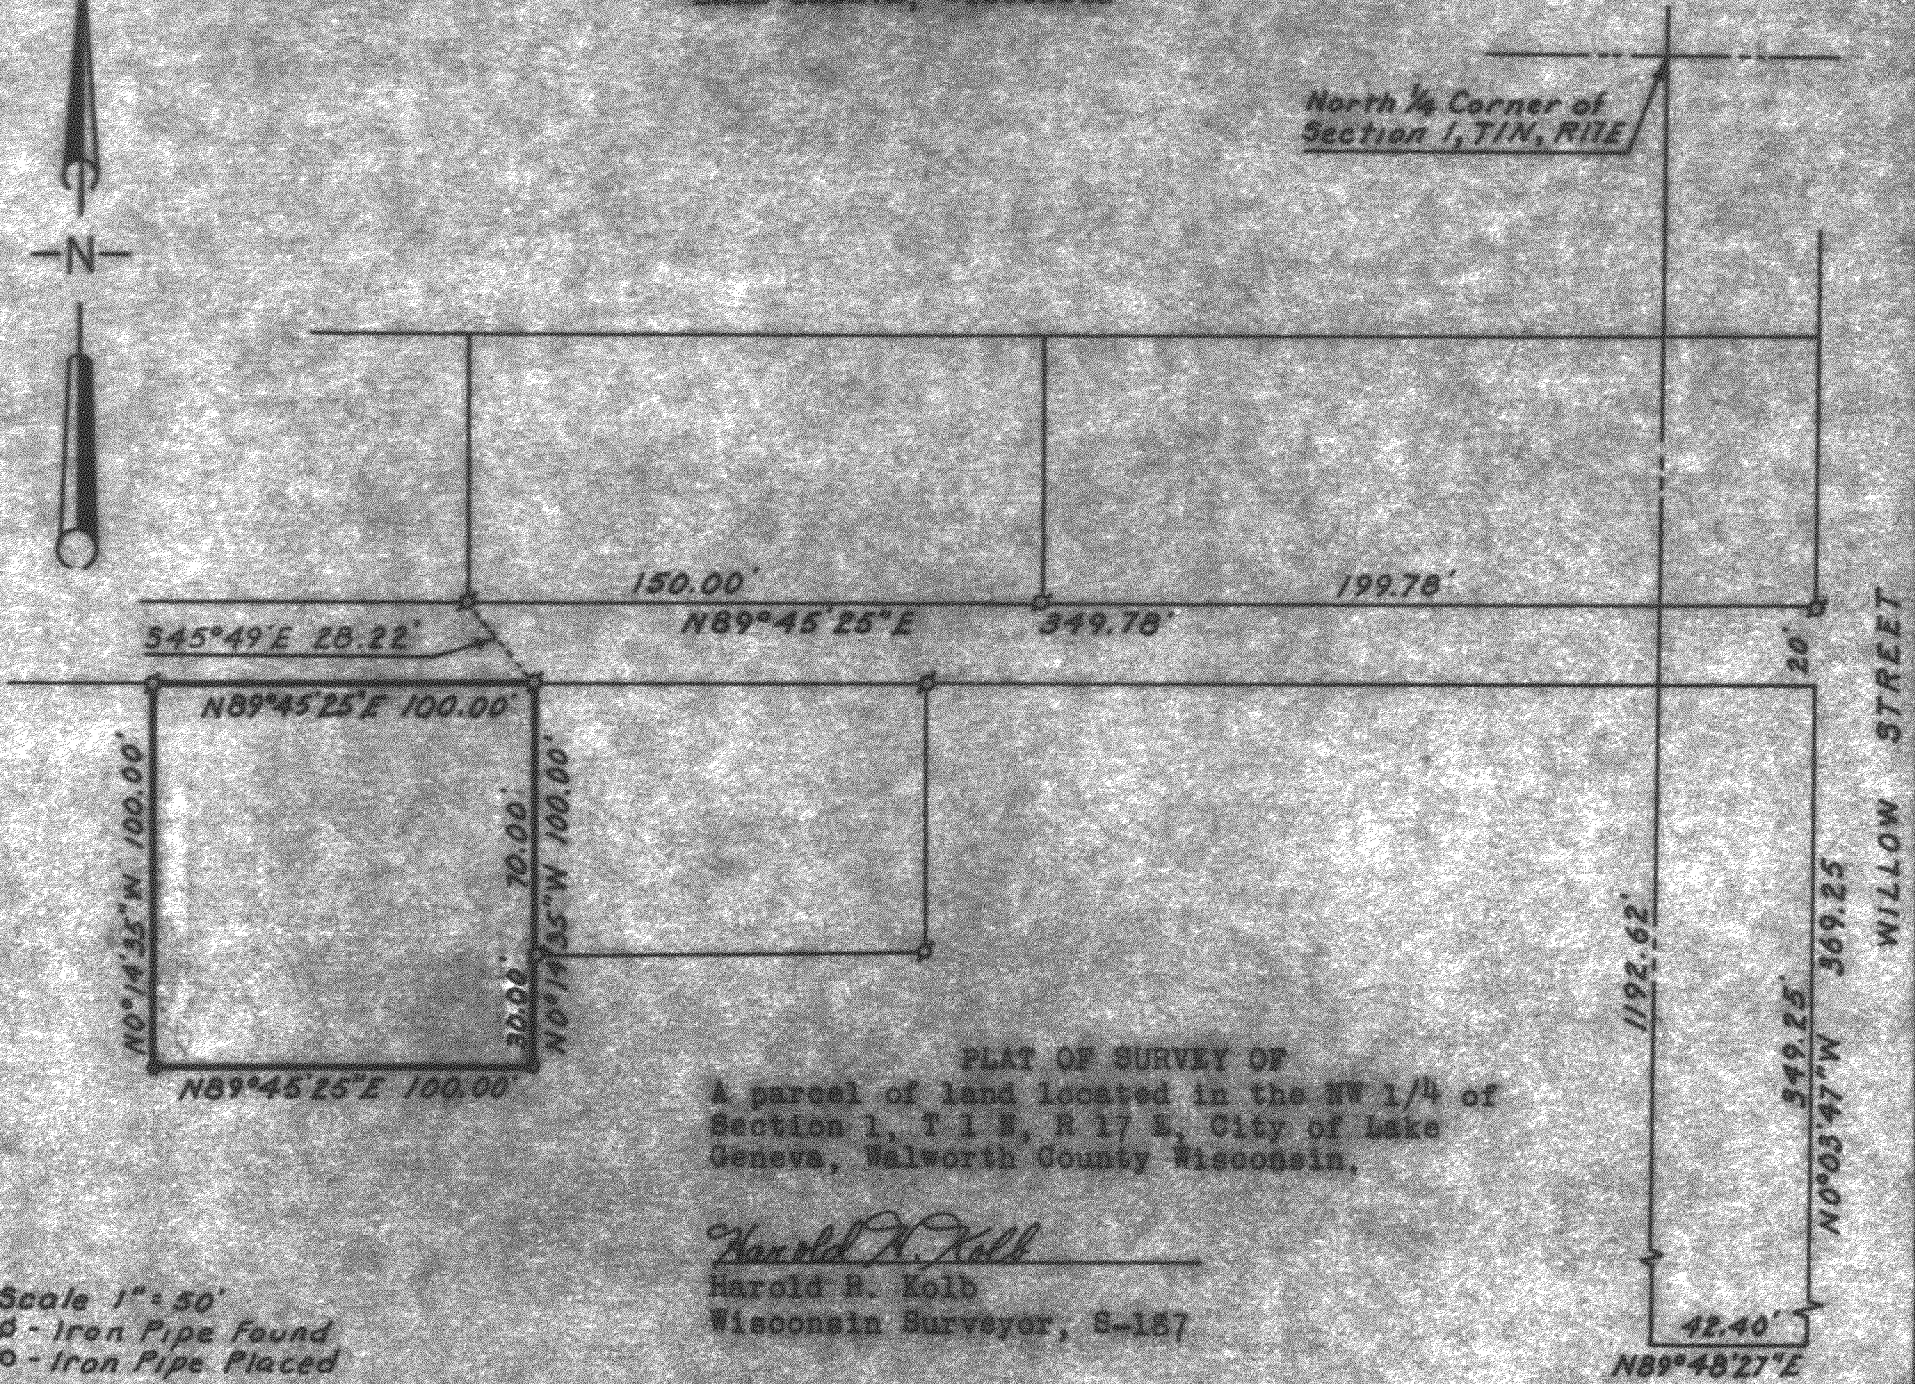 North 1/4 Corner of
Section 1, T1N, R17E
N
150.00'
199.78'
N89°45'25"E 349.78'
S45°49'E 28.22'
20'
WILLOW STREET
N89°45'25"E 100.00'
N0°14'35"W 100.00'
70.00'
30.00'
N0°14'35"W 100.00'
N89°45'25"E 100.00'
1192.62'
349.25'
N0°03'47"W 369.25
PLAT OF SURVEY OF
A parcel of land located in the NW 1/4 of
Section 1, T 1 N, R 17 E, City of Lake
Geneva, Walworth County Wisconsin.
Harold H. Kolb
Harold H. Kolb
Wisconsin Surveyor, S-187
Scale 1" = 50'
Ø - Iron Pipe Found
O - Iron Pipe Placed
42.40'
N89°48'27"E